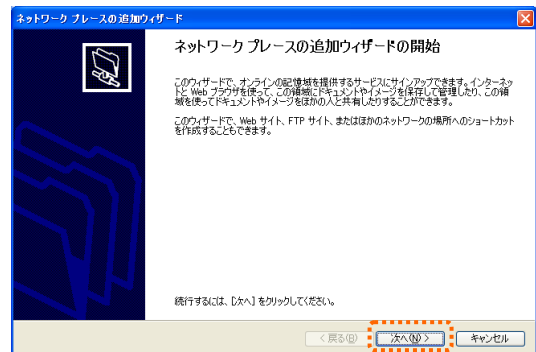 ネットワーク プレースの追加ウィザード
ネットワーク プレースの追加ウィザードの開始
このウィザードで、オンラインの記憶域を提供するサービスにサインアップできます。インターネッ
トと Web ブラウザを使って、この領域にドキュメントやイメージを保存して管理したり、この領
域を使ってドキュメントやイメージをほかの人と共有したりすることができます。
このウィザードで、Web サイト、FTP サイト、またはほかのネットワークの場所へのショートカット
を作成することもできます。
続行するには、[次へ] をクリックしてください。
< 戻る(B)
次へ(N) >
キャンセル